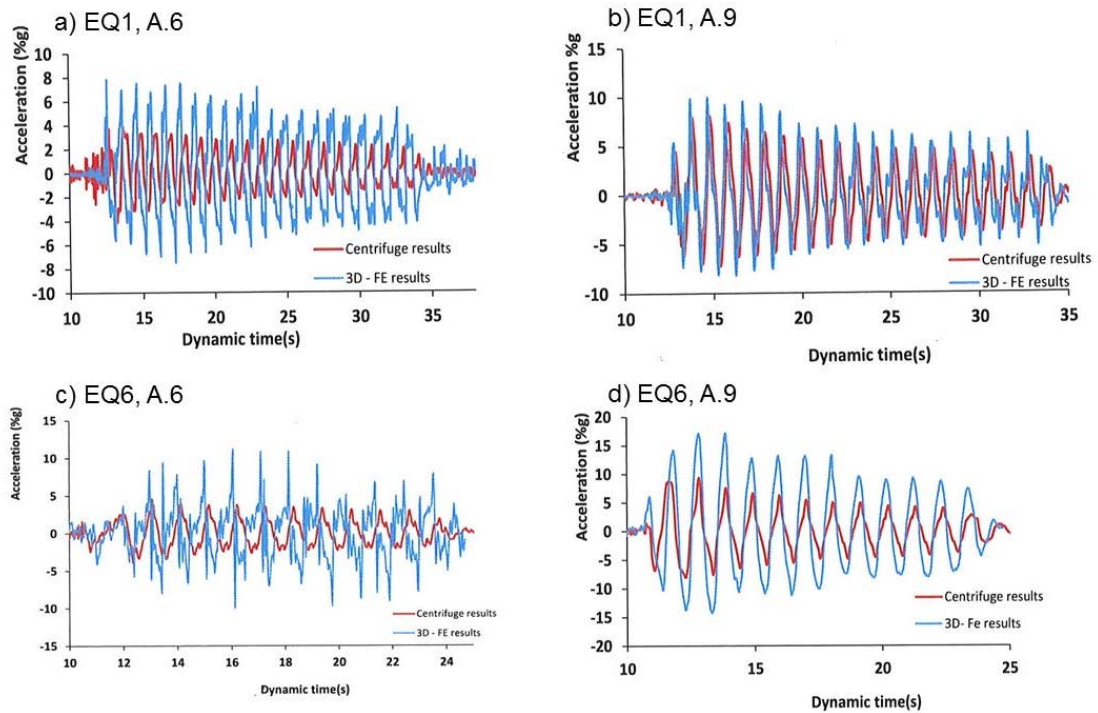 a) EQ1, A.6
Acceleration (%g)
10
8
6
4
2
0
-2
-4
-6
-8
-10
Centrifuge results
3D - FE results
10 15 20 25 30 35
Dynamic time(s)
b) EQ1, A.9
Acceleration %g
15
10
5
0
-5
-10
Centrifuge results
3D - FE results
10 15 20 25 30 35
Dynamic time(s)
c) EQ6, A.6
Acceleration (%g)
15
10
5
0
-5
-10
-15
Centrifuge results
3D - FE results
10 12 14 16 18 20 22 24
Dynamic time(s)
d) EQ6, A.9
Acceleration (%g)
20
15
10
5
0
-5
-10
-15
-20
Centrifuge results
3D- Fe results
10 15 20 25
Dynamic time(s)